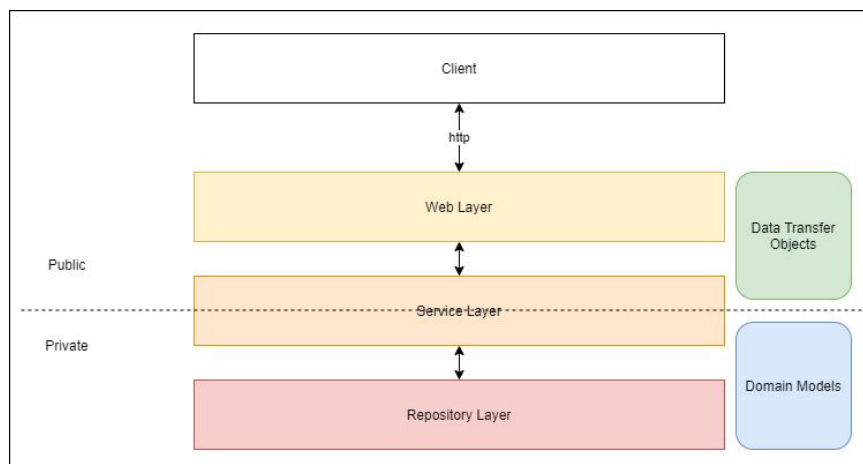 Client
http
Web Layer
Data Transfer
Objects
Public
Service Layer
Private
Domain Models
Repository Layer